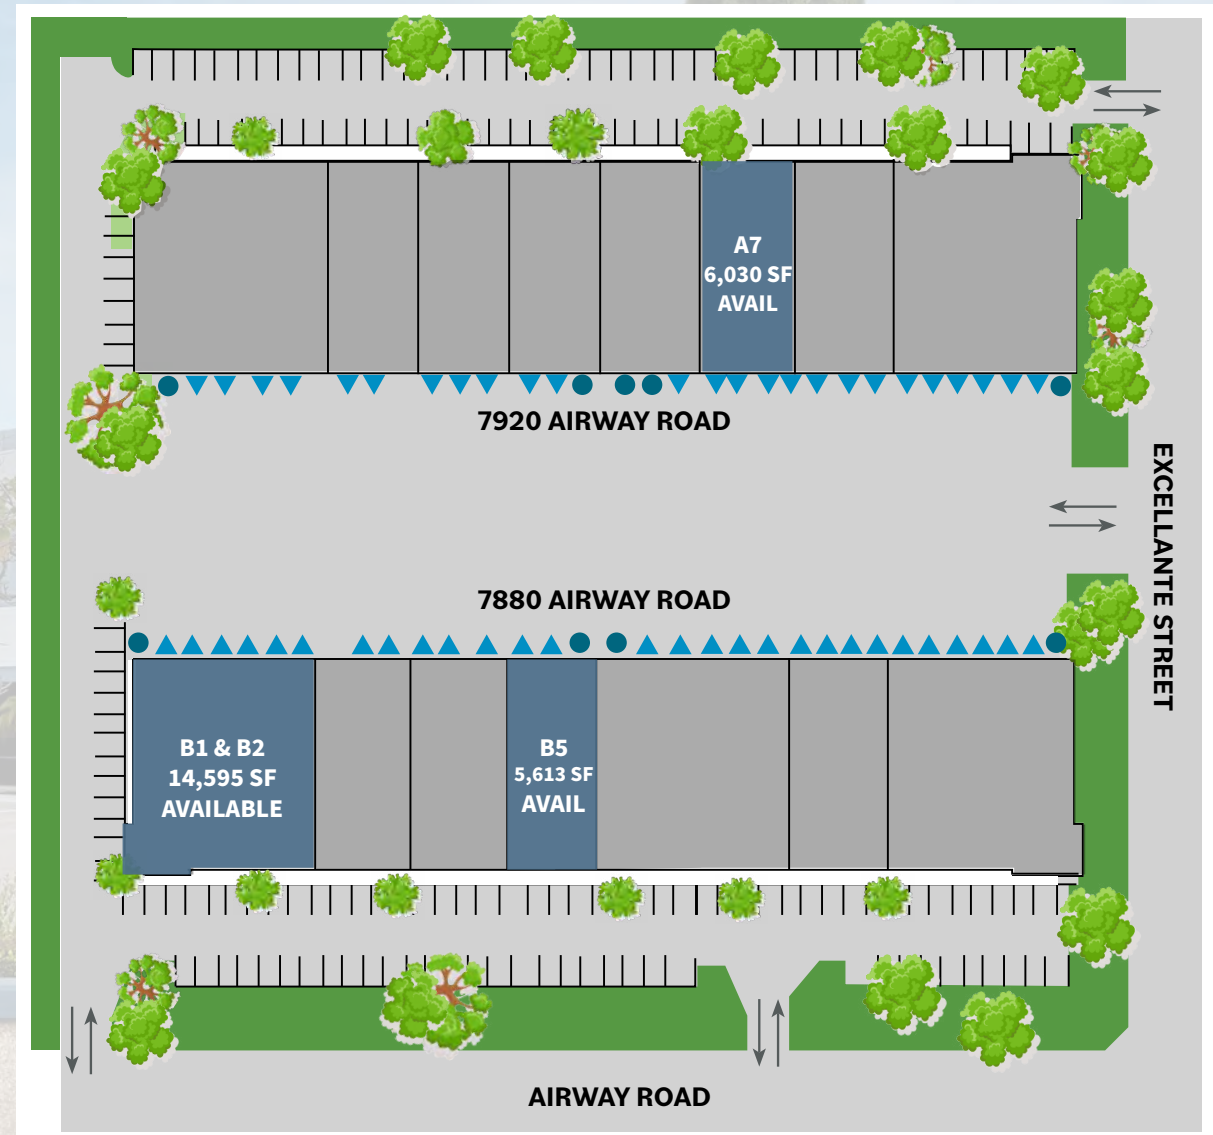 A7
6,030 SF
AVAIL
7920 AIRWAY ROAD
EXCELLANTE STREET
7880 AIRWAY ROAD
B1 & B2
14,595 SF
AVAILABLE
B5
5,613 SF
AVAIL
AIRWAY ROAD